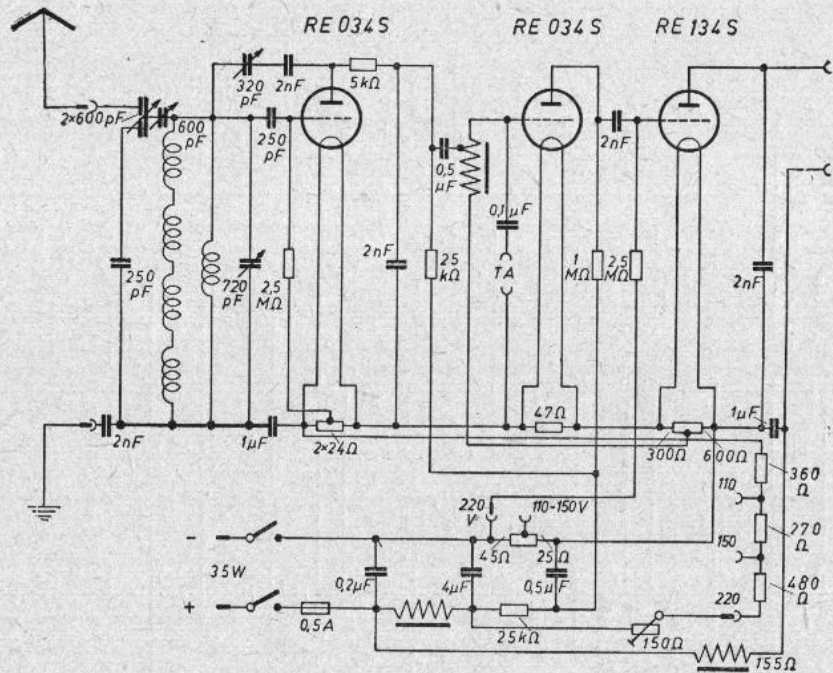 RE 034 S
RE 034 S
RE 134 S
320
pF
2nF
5kΩ
2×600pF
600
pF
250
pF
2nF
0,5
µF
0,1µF
250
pF
720
pF
2,5
MΩ
2nF
25
kΩ
TA
1
MΩ
2,5
MΩ
2nF
2nF
1µF
2×24Ω
47Ω
300Ω
600Ω
1µF
360
Ω
110
220
V
110-150V
270
Ω
150
-
45Ω
25Ω
35W
0,2µF
4µF
0,5µF
480
Ω
220
+
0,5A
25kΩ
150Ω
155Ω